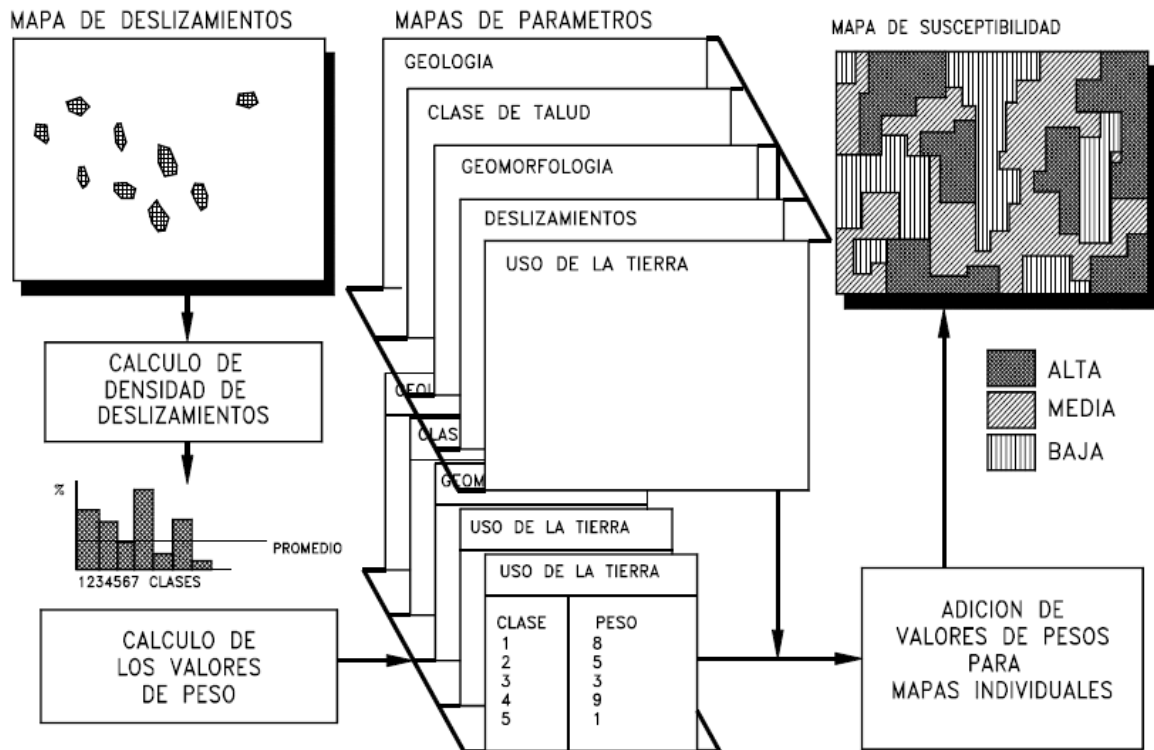 MAPA DE DESLIZAMIENTOS
CALCULO DE
DENSIDAD DE
DESLIZAMIENTOS
%
PROMEDIO
1234567 CLASES
CALCULO DE
LOS VALORES
DE PESO
MAPAS DE PARAMETROS
GEOLOGIA
CLASE DE TALUD
GEOMORFOLOGIA
DESLIZAMIENTOS
USO DE LA TIERRA
GEOL
CLAS
GEOM
USO DE LA TIERRA
USO DE LA TIERRA
CLASE PESO
1 8
2 5
3 3
4 9
5 1
MAPA DE SUSCEPTIBILIDAD
ALTA
MEDIA
BAJA
ADICION DE
VALORES DE PESOS
PARA
MAPAS INDIVIDUALES